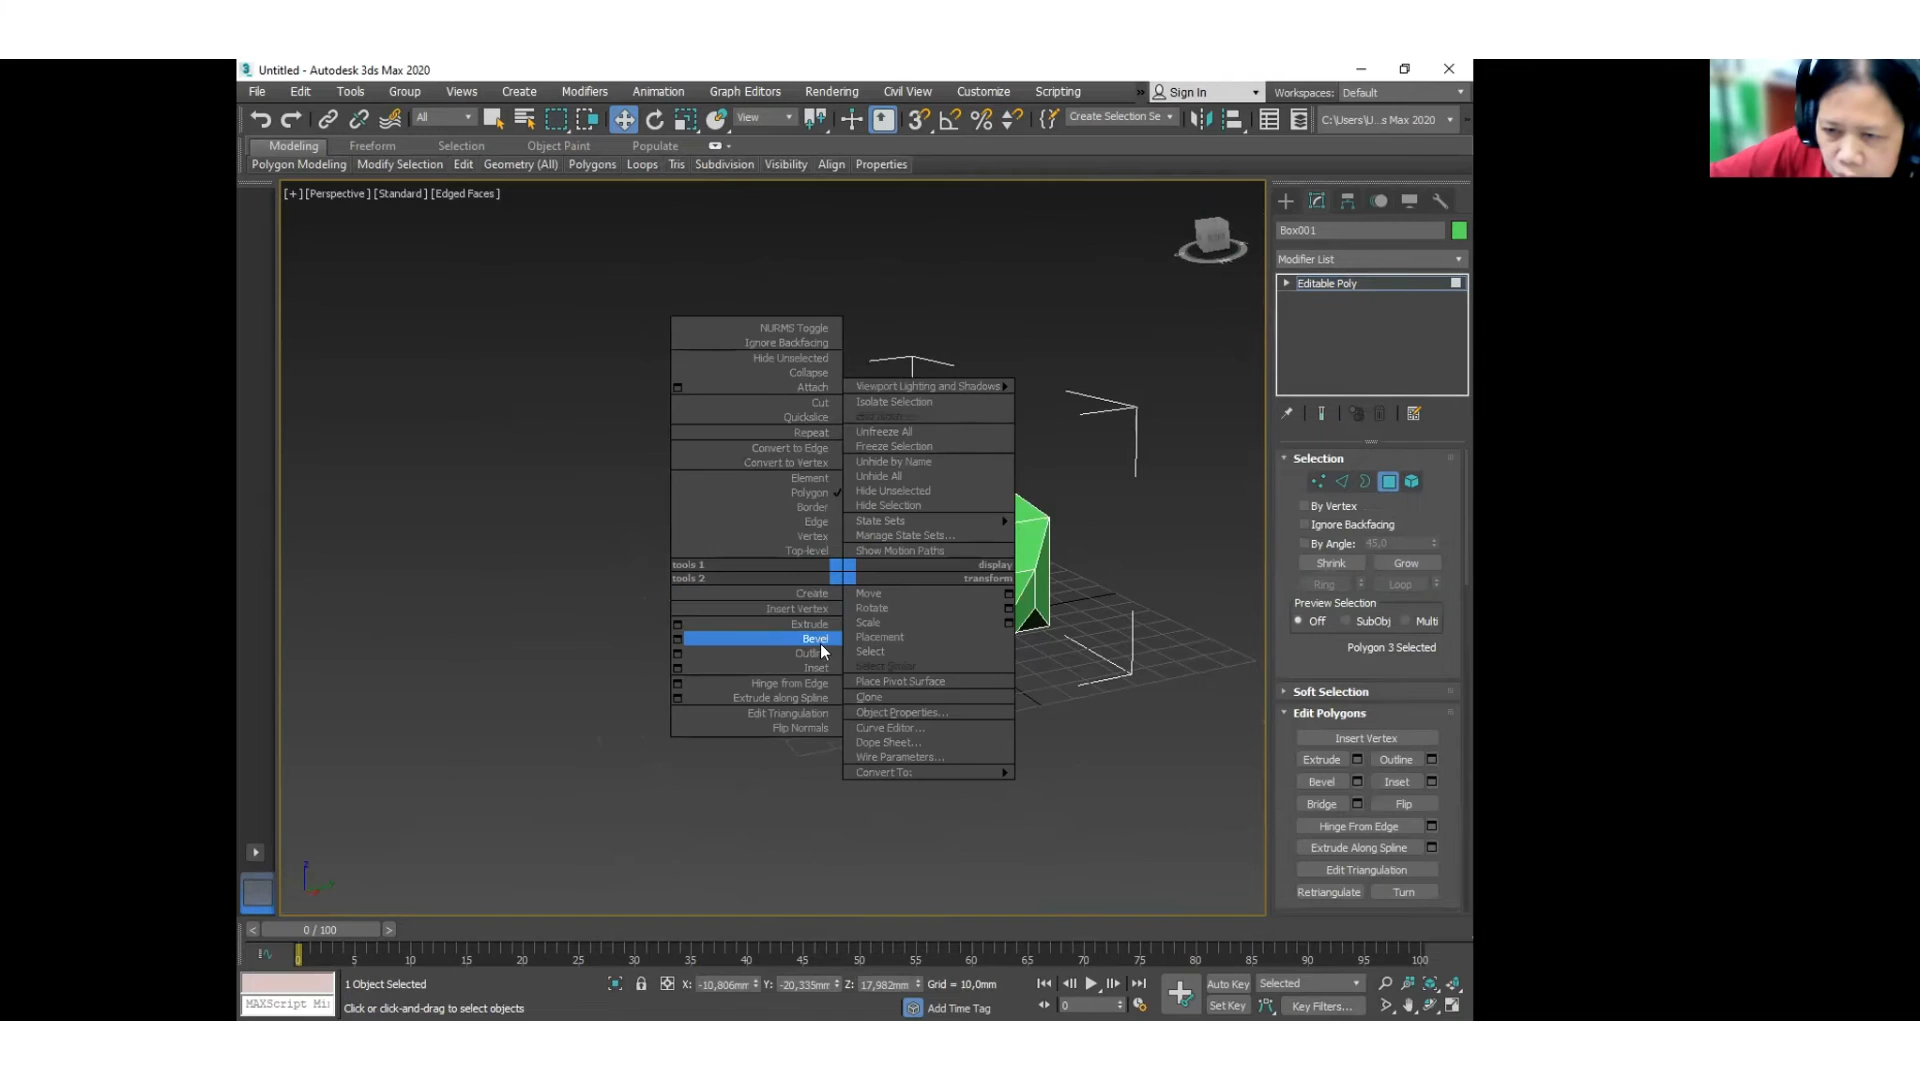 Untitled - Autodesk 3ds Max 2020
File Edit Tools Group Views Create Modifiers Animation Graph Editors Rendering Civil View Customize Scripting » Sign In Workspaces: Default
All View Create Selection Se C:\Users\U...s Max 2020
Modeling Freeform Selection Object Paint Populate
Polygon Modeling Modify Selection Edit Geometry (All) Polygons Loops Tris Subdivision Visibility Align Properties
[+] [Perspective] [Standard] [Edged Faces]
Box001
Modifier List
Editable Poly
NURMS Toggle
Ignore Backfacing
Hide Unselected
Collapse
Attach
Cut
Quickslice
Repeat
Convert to Edge
Convert to Vertex
Element
Polygon
Border
Edge
Vertex
Top-level
tools 1
Viewport Lighting and Shadows
Isolate Selection
Unfreeze All
Freeze Selection
Unhide by Name
Unhide All
Hide Unselected
Hide Selection
State Sets
Manage State Sets...
Show Motion Paths
display
tools 2
Create
Insert Vertex
Extrude
Bevel
Outline
Inset
Hinge from Edge
Extrude along Spline
Edit Triangulation
Flip Normals
transform
Move
Rotate
Scale
Placement
Select
Select Similar
Place Pivot Surface
Clone
Object Properties...
Curve Editor...
Dope Sheet...
Wire Parameters...
Convert To:
Selection
By Vertex
Ignore Backfacing
By Angle: 45,0
Shrink Grow
Ring Loop
Preview Selection
Off SubObj Multi
Polygon 3 Selected
Soft Selection
Edit Polygons
Insert Vertex
Extrude Outline
Bevel Inset
Bridge Flip
Hinge From Edge
Extrude Along Spline
Edit Triangulation
Retriangulate Turn
< 0 / 100 >
0 5 10 15 20 25 30 35 40 45 50 55 60 65 70 75 80 85 90 95 100
1 Object Selected X: -10,806mm Y: -20,335mm Z: 17,982mm Grid = 10,0mm Auto Key Selected
MAXScript Mi: Click or click-and-drag to select objects Add Time Tag 0 Set Key Key Filters...